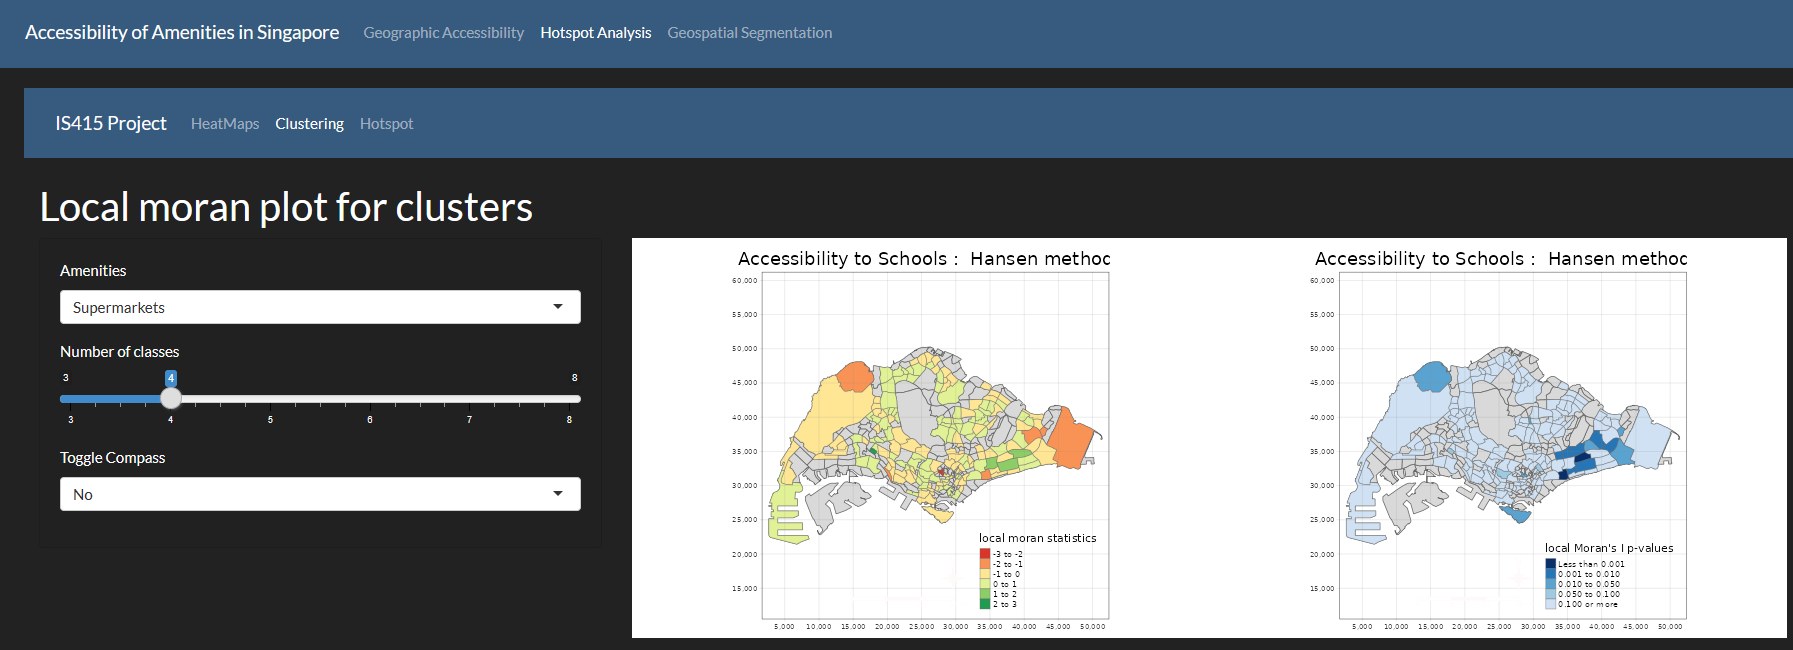 Accessibility of Amenities in Singapore Geographic Accessibility Hotspot Analysis Geospatial Segmentation
IS415 Project HeatMaps Clustering Hotspot
Local moran plot for clusters
Amenities
Supermarkets
Number of classes
3 4 8
3 4 5 6 7 8
Toggle Compass
No
Accessibility to Schools : Hansen methoc
60,000
55,000
50,000
45,000
40,000
35,000
30,000
25,000
20,000
15,000
local moran statistics
-3 to -2
-2 to -1
-1 to 0
0 to 1
1 to 2
2 to 3
5,000 10,000 15,000 20,000 25,000 30,000 35,000 40,000 45,000 50,000
Accessibility to Schools : Hansen methoc
60,000
55,000
50,000
45,000
40,000
35,000
30,000
25,000
20,000
15,000
local Moran's I p-values
Less than 0.001
0.001 to 0.010
0.010 to 0.050
0.050 to 0.100
0.100 or more
5,000 10,000 15,000 20,000 25,000 30,000 35,000 40,000 45,000 50,000